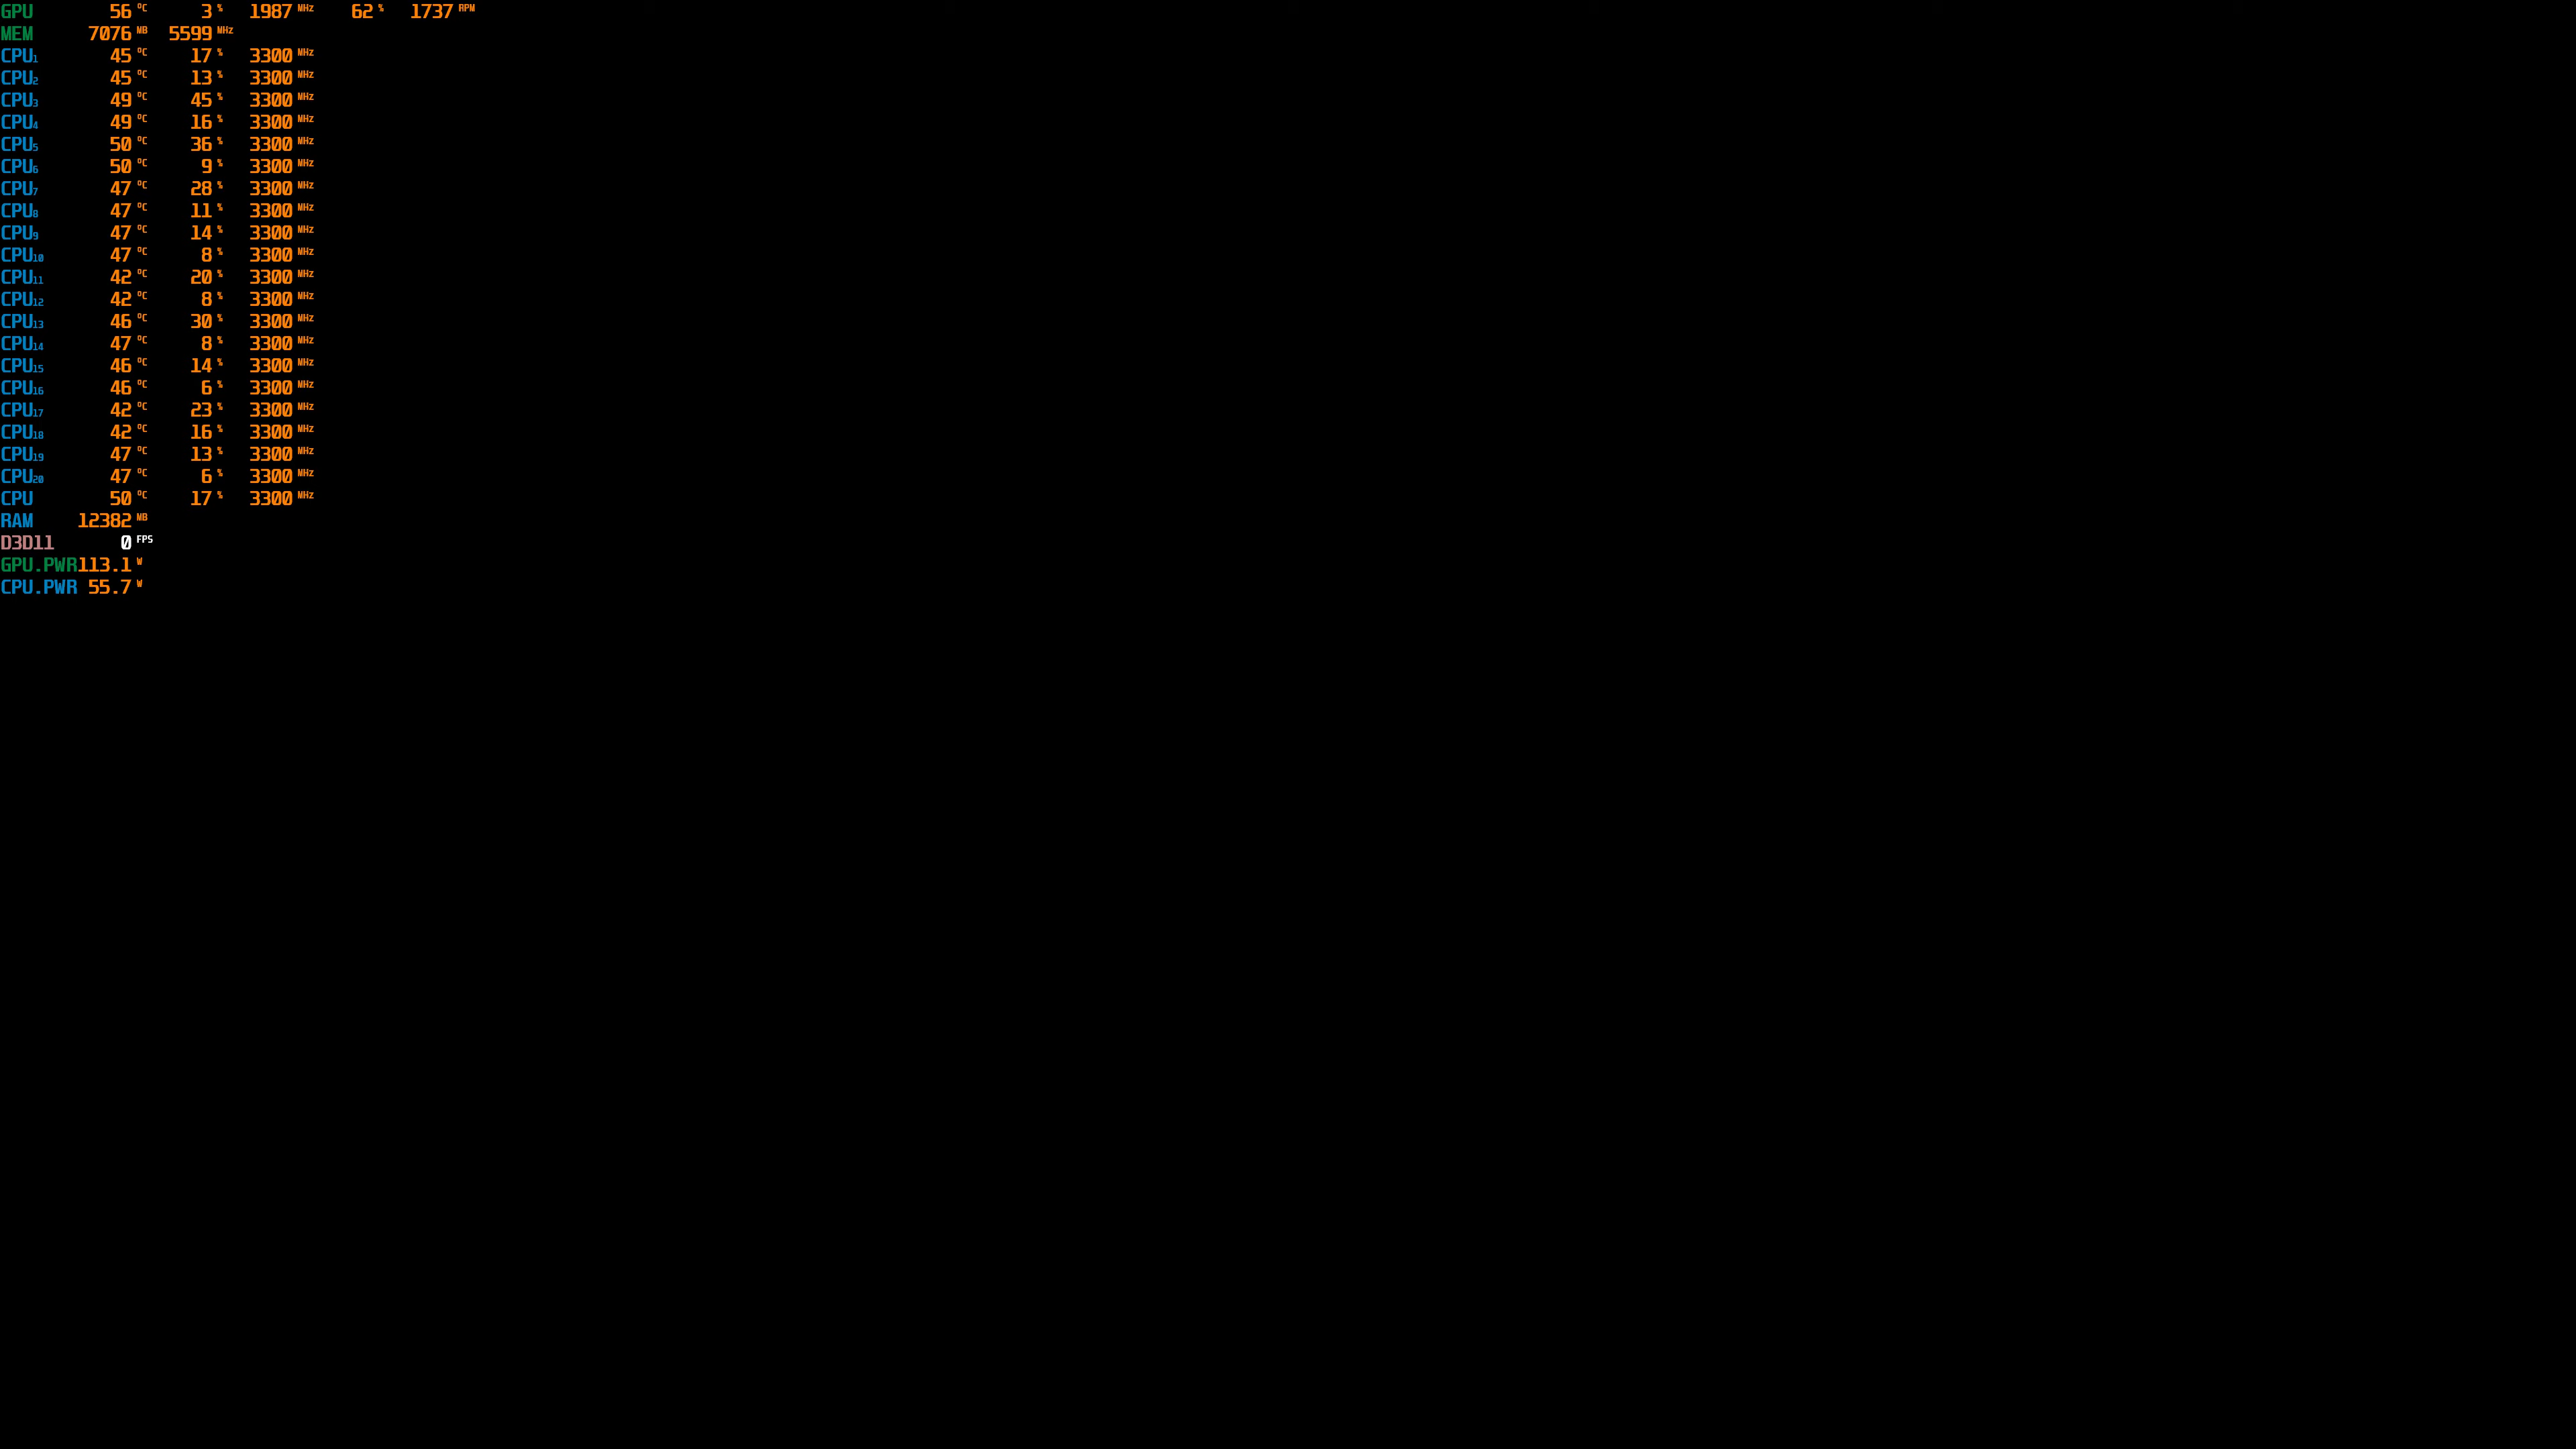 GPU 56 °C 3 % 1987 MHz 62 % 1737 RPM
MEM 7076 MB 5599 MHz
CPU1 45 °C 17 % 3300 MHz
CPU2 45 °C 13 % 3300 MHz
CPU3 49 °C 45 % 3300 MHz
CPU4 49 °C 16 % 3300 MHz
CPU5 50 °C 36 % 3300 MHz
CPU6 50 °C 9 % 3300 MHz
CPU7 47 °C 28 % 3300 MHz
CPU8 47 °C 11 % 3300 MHz
CPU9 47 °C 14 % 3300 MHz
CPU10 47 °C 8 % 3300 MHz
CPU11 42 °C 20 % 3300 MHz
CPU12 42 °C 8 % 3300 MHz
CPU13 46 °C 30 % 3300 MHz
CPU14 47 °C 8 % 3300 MHz
CPU15 46 °C 14 % 3300 MHz
CPU16 46 °C 6 % 3300 MHz
CPU17 42 °C 23 % 3300 MHz
CPU18 42 °C 16 % 3300 MHz
CPU19 47 °C 13 % 3300 MHz
CPU20 47 °C 6 % 3300 MHz
CPU 50 °C 17 % 3300 MHz
RAM 12382 MB
D3D11 0 FPS
GPU.PWR 113.1 W
CPU.PWR 55.7 W